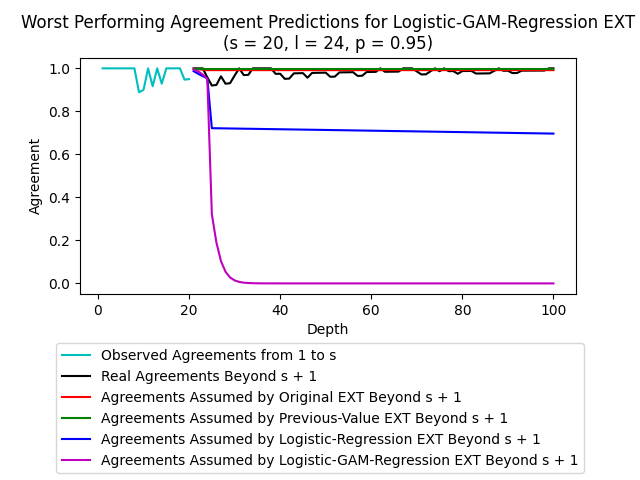 Worst Performing Agreement Predictions for Logistic-GAM-Regression EXT
(s = 20, l = 24, p = 0.95)
1.0
0.8
0.6
0.4
0.2
0.0
Agreement
0 20 40 60 80 100
Depth
Observed Agreements from 1 to s
Real Agreements Beyond s + 1
Agreements Assumed by Original EXT Beyond s + 1
Agreements Assumed by Previous-Value EXT Beyond s + 1
Agreements Assumed by Logistic-Regression EXT Beyond s + 1
Agreements Assumed by Logistic-GAM-Regression EXT Beyond s + 1